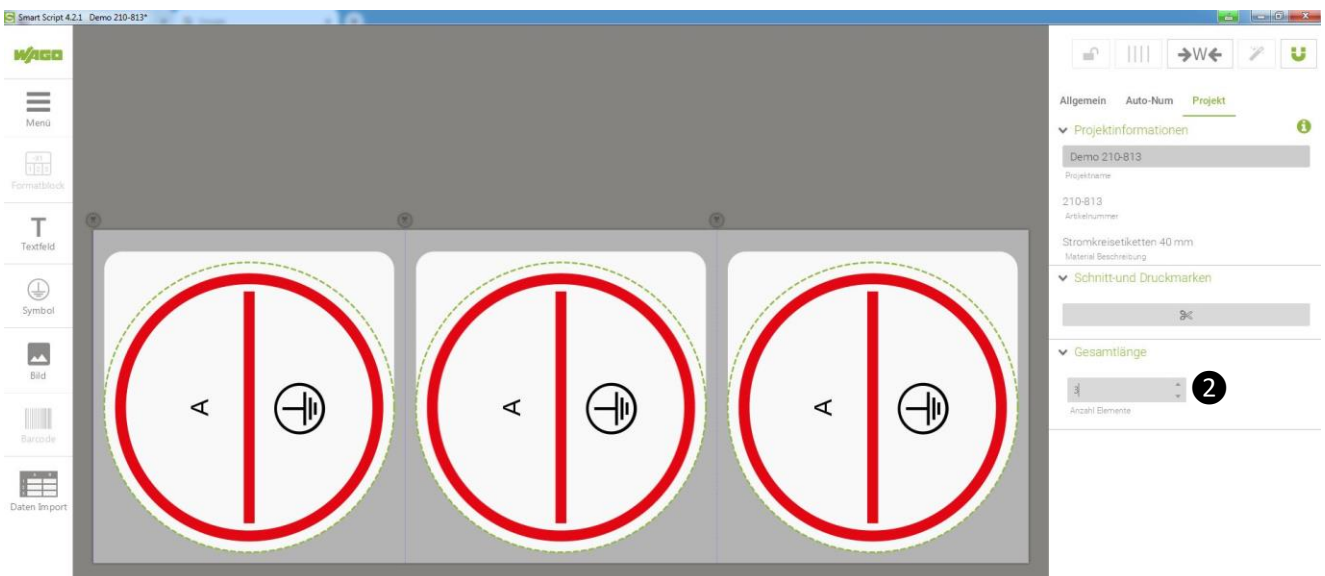 Smart Script 4.2.1 Demo 210-813*
WAGO
Menü
Formatblock
Textfeld
Symbol
Bild
Barcode
Daten Import
A
A
A
→W←
Allgemein Auto-Num Projekt
Projektinformationen
Demo 210-813
Projektname
210-813
Artikelnummer
Stromkreisetiketten 40 mm
Material Beschreibung
Schnitt-und Druckmarken
Gesamtlänge
3
2
Anzahl Elemente